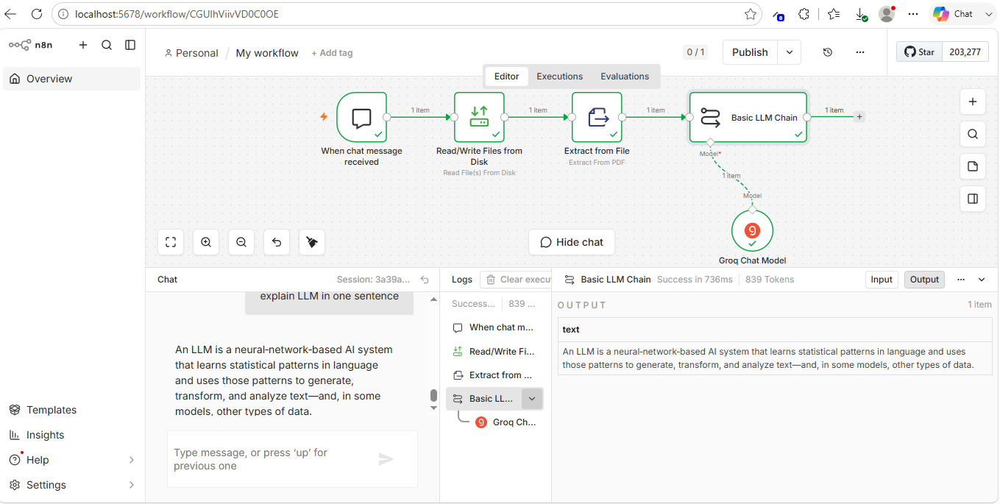 localhost:5678/workflow/CGUIhViivVD0C0OE
Chat
n8n
Personal / My workflow + Add tag
0 / 1
Publish
Star 203,277
Overview
Editor Executions Evaluations
1 item 1 item 1 item 1 item
Basic LLM Chain
When chat message
received
Read/Write Files from
Disk
Read File(s) From Disk
Extract from File
Extract From PDF
Model*
1 item
Model
Groq Chat Model
Hide chat
Templates
Insights
Help
Settings
Chat
Session: 3a39a...
explain LLM in one sentence
An LLM is a neural‑network‑based AI system
that learns statistical patterns in language
and uses those patterns to generate,
transform, and analyze text—and, in some
models, other types of data.
Type message, or press ‘up’ for
previous one
Logs
Clear execu
Success... 839 ...
When chat m...
Read/Write Fi...
Extract from ...
Basic LL...
Groq Ch...
Basic LLM Chain Success in 736ms 839 Tokens
Input Output
OUTPUT
1 item
text
An LLM is a neural‑network‑based AI system that learns statistical patterns in language and uses
those patterns to generate, transform, and analyze text—and, in some models, other types of data.